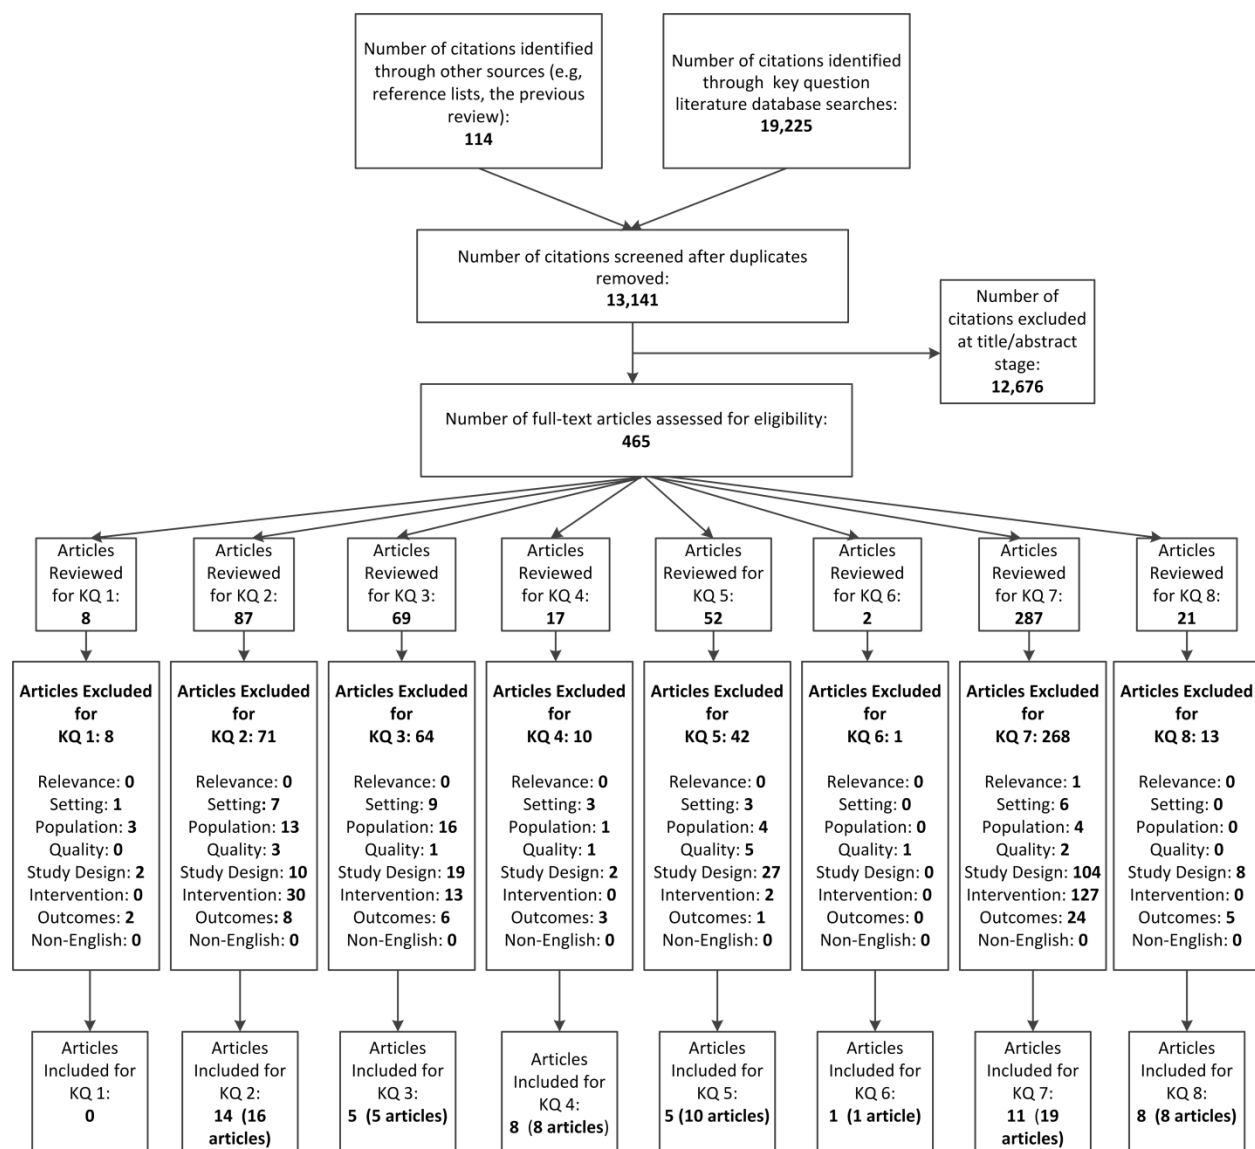 Number of citations identified
through other sources (e.g,
reference lists, the previous
review):
114
Number of citations identified
through key question
literature database searches:
19,225
Number of citations screened after duplicates
removed:
13,141
Number of
citations excluded
at title/abstract
stage:
12,676
Number of full-text articles assessed for eligibility:
465
Articles
Reviewed
for KQ 1:
8
Articles
Reviewed
for KQ 2:
87
Articles
Reviewed
for KQ 3:
69
Articles
Reviewed
for KQ 4:
17
Articles
Reviewed for
KQ 5:
52
Articles
Reviewed
for KQ 6:
2
Articles
Reviewed
for KQ 7:
287
Articles
Reviewed
for KQ 8:
21
Articles Excluded
for
KQ 1: 8
Relevance: 0
Setting: 1
Population: 3
Quality: 0
Study Design: 2
Intervention: 0
Outcomes: 2
Non-English: 0
Articles Excluded
for
KQ 2: 71
Relevance: 0
Setting: 7
Population: 13
Quality: 3
Study Design: 10
Intervention: 30
Outcomes: 8
Non-English: 0
Articles Excluded
for
KQ 3: 64
Relevance: 0
Setting: 9
Population: 16
Quality: 1
Study Design: 19
Intervention: 13
Outcomes: 6
Non-English: 0
Articles Excluded
for
KQ 4: 10
Relevance: 0
Setting: 3
Population: 1
Quality: 1
Study Design: 2
Intervention: 0
Outcomes: 3
Non-English: 0
Articles Excluded
for
KQ 5: 42
Relevance: 0
Setting: 3
Population: 4
Quality: 5
Study Design: 27
Intervention: 2
Outcomes: 1
Non-English: 0
Articles Excluded
for
KQ 6: 1
Relevance: 0
Setting: 0
Population: 0
Quality: 1
Study Design: 0
Intervention: 0
Outcomes: 0
Non-English: 0
Articles Excluded
for
KQ 7: 268
Relevance: 1
Setting: 6
Population: 4
Quality: 2
Study Design: 104
Intervention: 127
Outcomes: 24
Non-English: 0
Articles Excluded
for
KQ 8: 13
Relevance: 0
Setting: 0
Population: 0
Quality: 0
Study Design: 8
Intervention: 0
Outcomes: 5
Non-English: 0
Articles
Included for
KQ 1:
0
Articles
Included for
KQ 2:
14 (16
articles)
Articles
Included for
KQ 3:
5 (5 articles)
Articles
Included for
KQ 4:
8 (8 articles)
Articles
Included for
KQ 5:
5 (10 articles)
Articles
Included for
KQ 6:
1 (1 article)
Articles
Included for
KQ 7:
11 (19
articles)
Articles
Included for
KQ 8:
8 (8 articles)